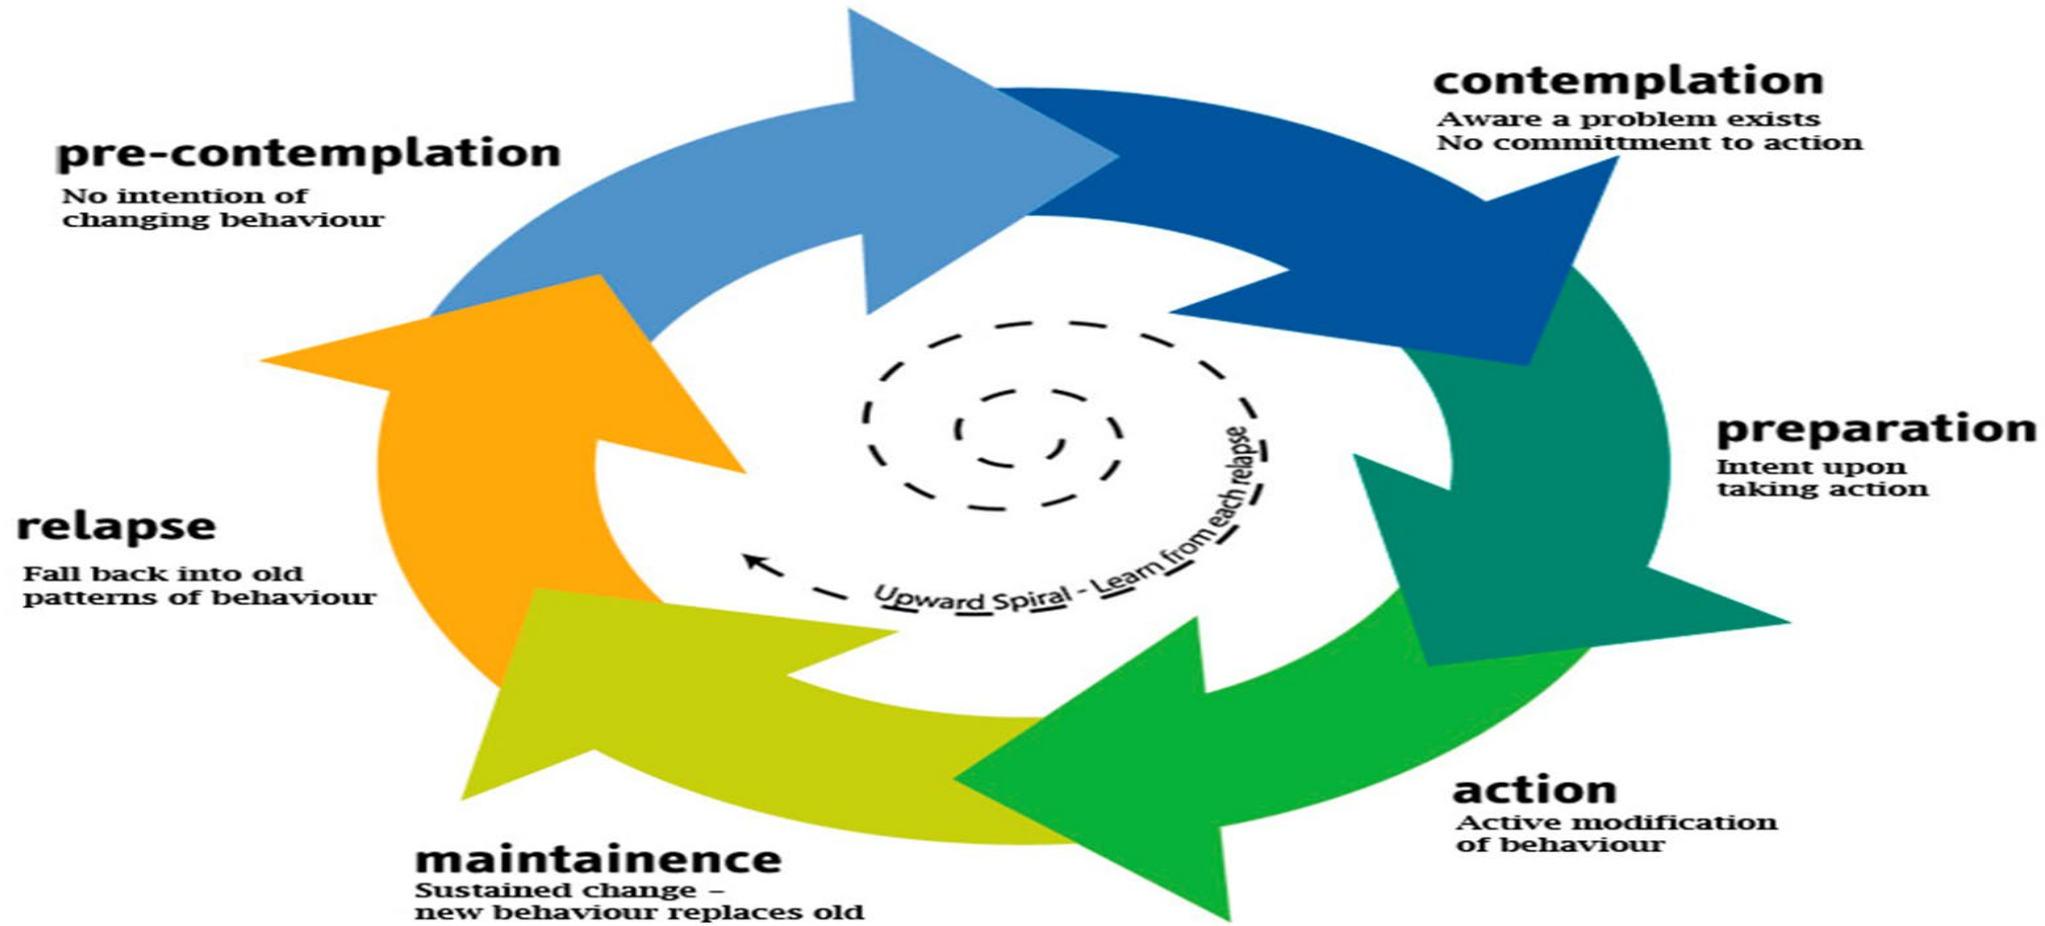 pre-contemplation
No intention of
changing behaviour
contemplation
Aware a problem exists
No committment to action
preparation
Intent upon
taking action
action
Active modification
of behaviour
maintainence
Sustained change –
new behaviour replaces old
relapse
Fall back into old
patterns of behaviour
Upward Spiral - Learn from each relapse